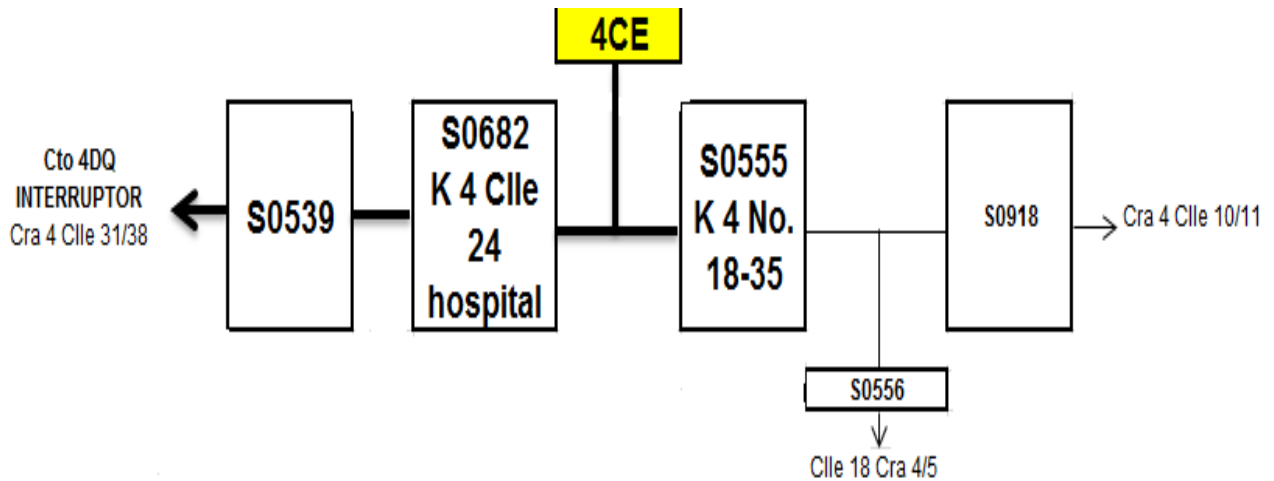 4CE
Cto 4DQ
INTERRUPTOR
Cra 4 Clle 31/38
S0539
S0682
K 4 Clle
24
hospital
S0555
K 4 No.
18-35
S0918
Cra 4 Clle 10/11
S0556
Clle 18 Cra 4/5